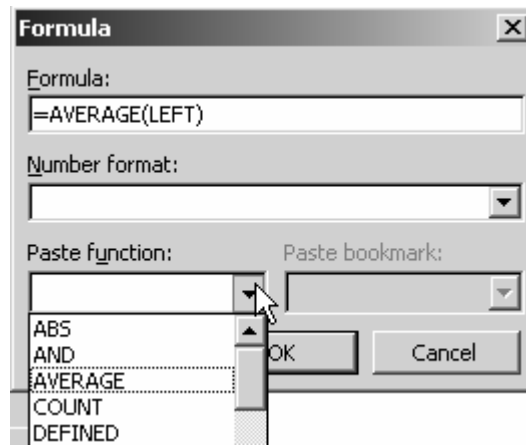 Formula
Formula:
=AVERAGE(LEFT)
Number format:
Paste function: Paste bookmark:
ABS
AND
OK Cancel
AVERAGE
COUNT
DEFINED